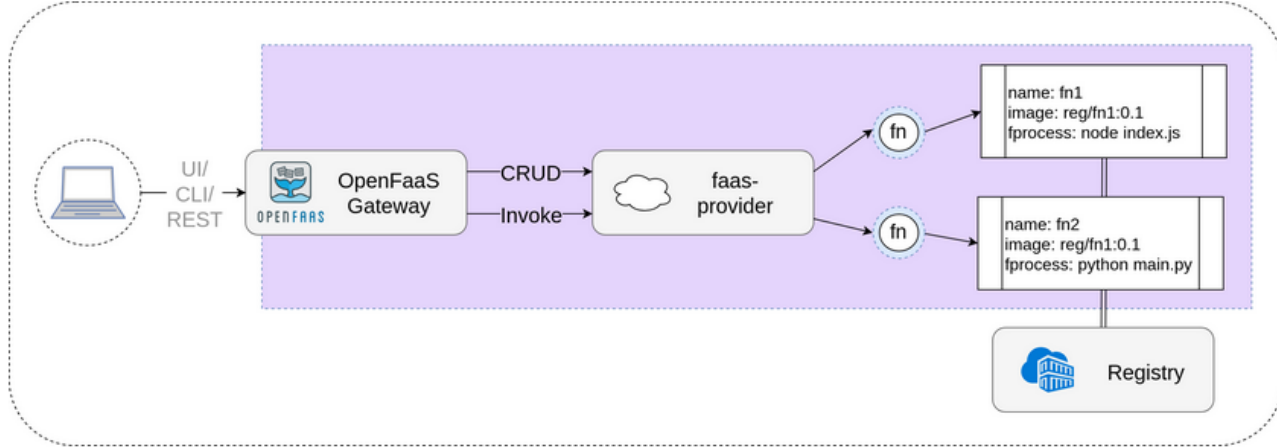 UI/
CLI/
REST
OPENFAAS
OpenFaaS
Gateway
CRUD
Invoke
faas-
provider
fn
fn
name: fn1
image: reg/fn1:0.1
fprocess: node index.js
name: fn2
image: reg/fn1:0.1
fprocess: python main.py
Registry